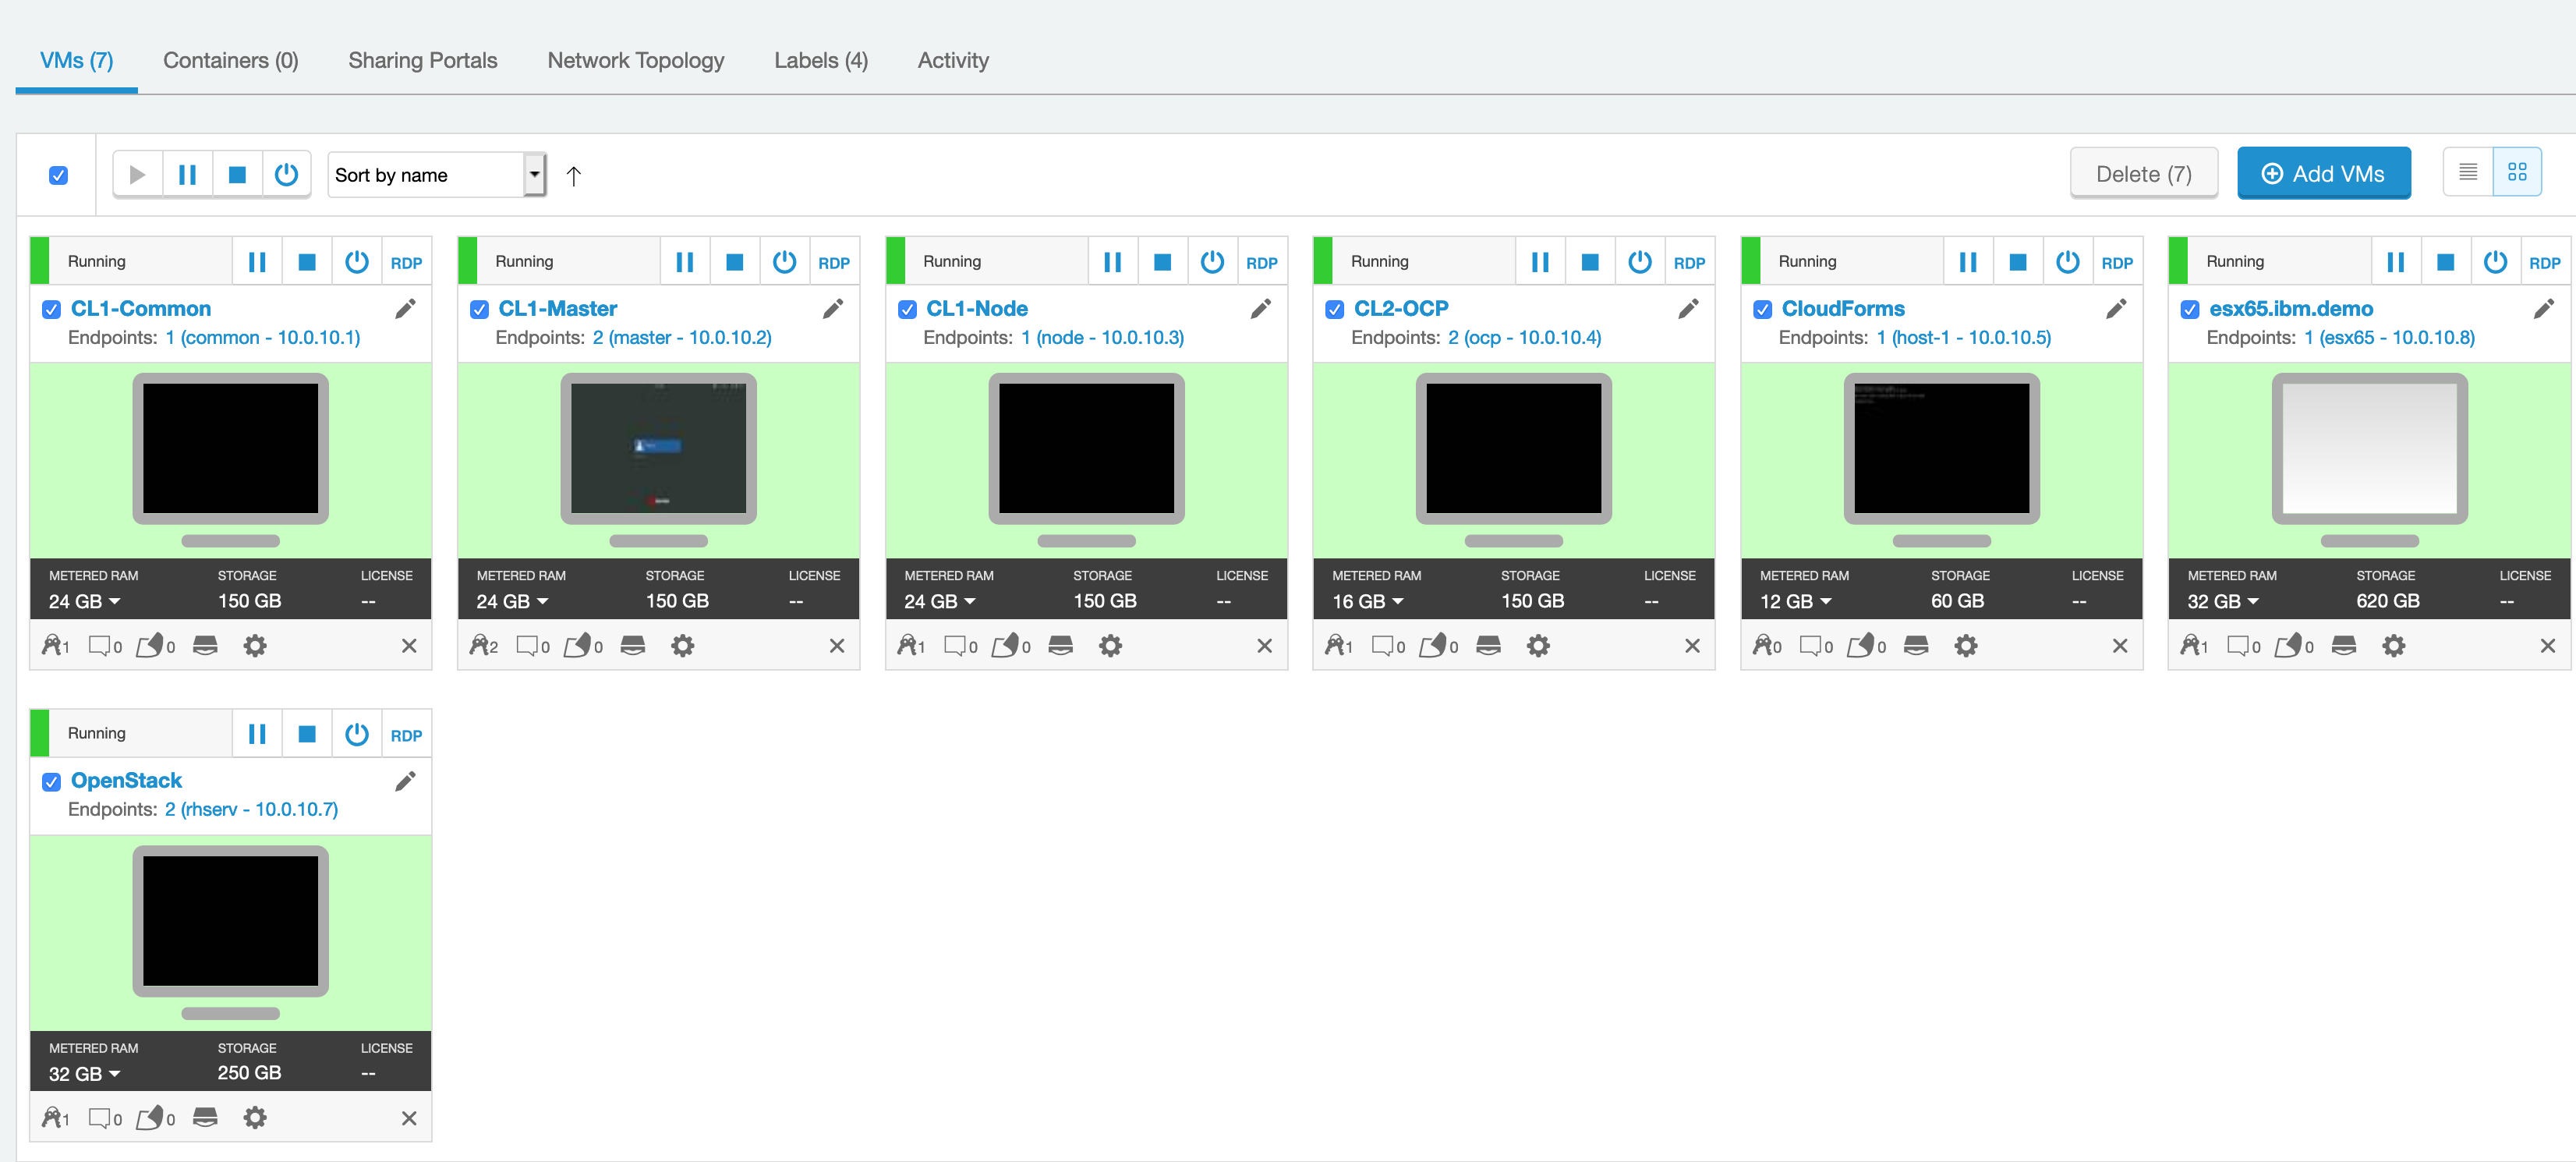 VMs (7) Containers (0) Sharing Portals Network Topology Labels (4) Activity
Sort by name Delete (7) Add VMs
Running RDP Running RDP Running RDP Running RDP Running RDP Running RDP
CL1-Common CL1-Master CL1-Node CL2-OCP CloudForms esx65.ibm.demo
Endpoints: 1 (common - 10.0.10.1) Endpoints: 2 (master - 10.0.10.2) Endpoints: 1 (node - 10.0.10.3) Endpoints: 2 (ocp - 10.0.10.4) Endpoints: 1 (host-1 - 10.0.10.5) Endpoints: 1 (esx65 - 10.0.10.8)
METERED RAM STORAGE LICENSE METERED RAM STORAGE LICENSE METERED RAM STORAGE LICENSE METERED RAM STORAGE LICENSE METERED RAM STORAGE LICENSE METERED RAM STORAGE LICENSE
24 GB 150 GB -- 24 GB 150 GB -- 24 GB 150 GB -- 16 GB 150 GB -- 12 GB 60 GB -- 32 GB 620 GB --
1 0 0 2 0 0 1 0 0 1 0 0 0 0 0 1 0 0
Running RDP
OpenStack
Endpoints: 2 (rhserv - 10.0.10.7)
METERED RAM STORAGE LICENSE
32 GB 250 GB --
1 0 0